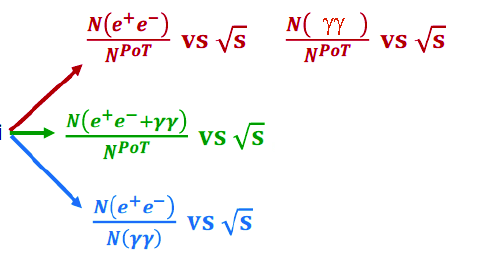 N(e⁺e⁻)/N^PoT vs √s N( γγ )/N^PoT vs √s
N(e⁺e⁻+γγ)/N^PoT vs √s
N(e⁺e⁻)/N(γγ) vs √s